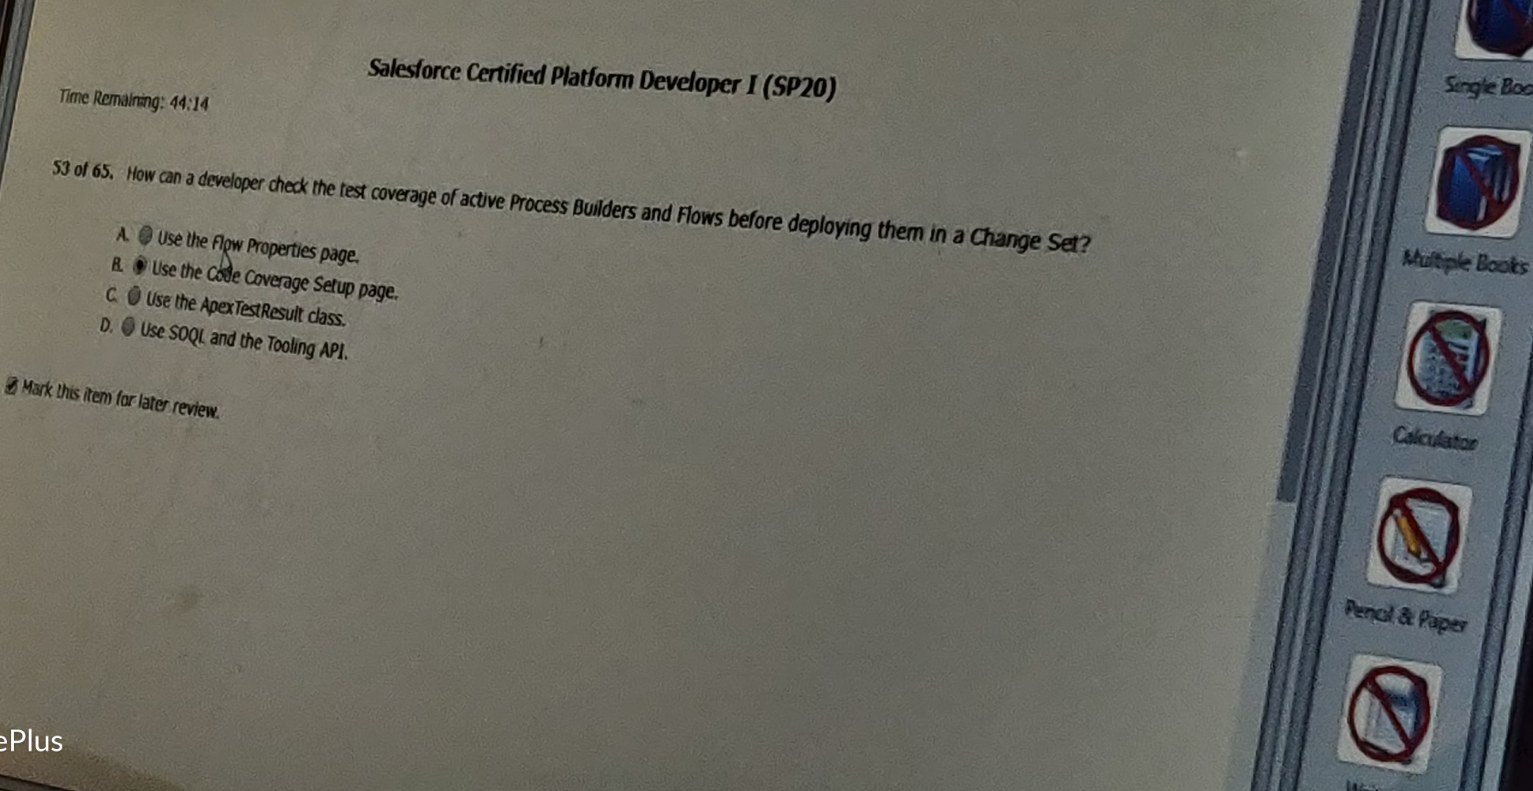 Salesforce Certified Platform Developer I (SP20)
Time Remaining: 44:14
53 of 65. How can a developer check the test coverage of active Process Builders and Flows before deploying them in a Change Set?
A. Use the Flow Properties page.
B. Use the Code Coverage Setup page.
C. Use the ApexTestResult class.
D. Use SOQL and the Tooling API.
Mark this item for later review.
Single Boo
Multiple Books
Calculator
Pencil & Paper
ePlus